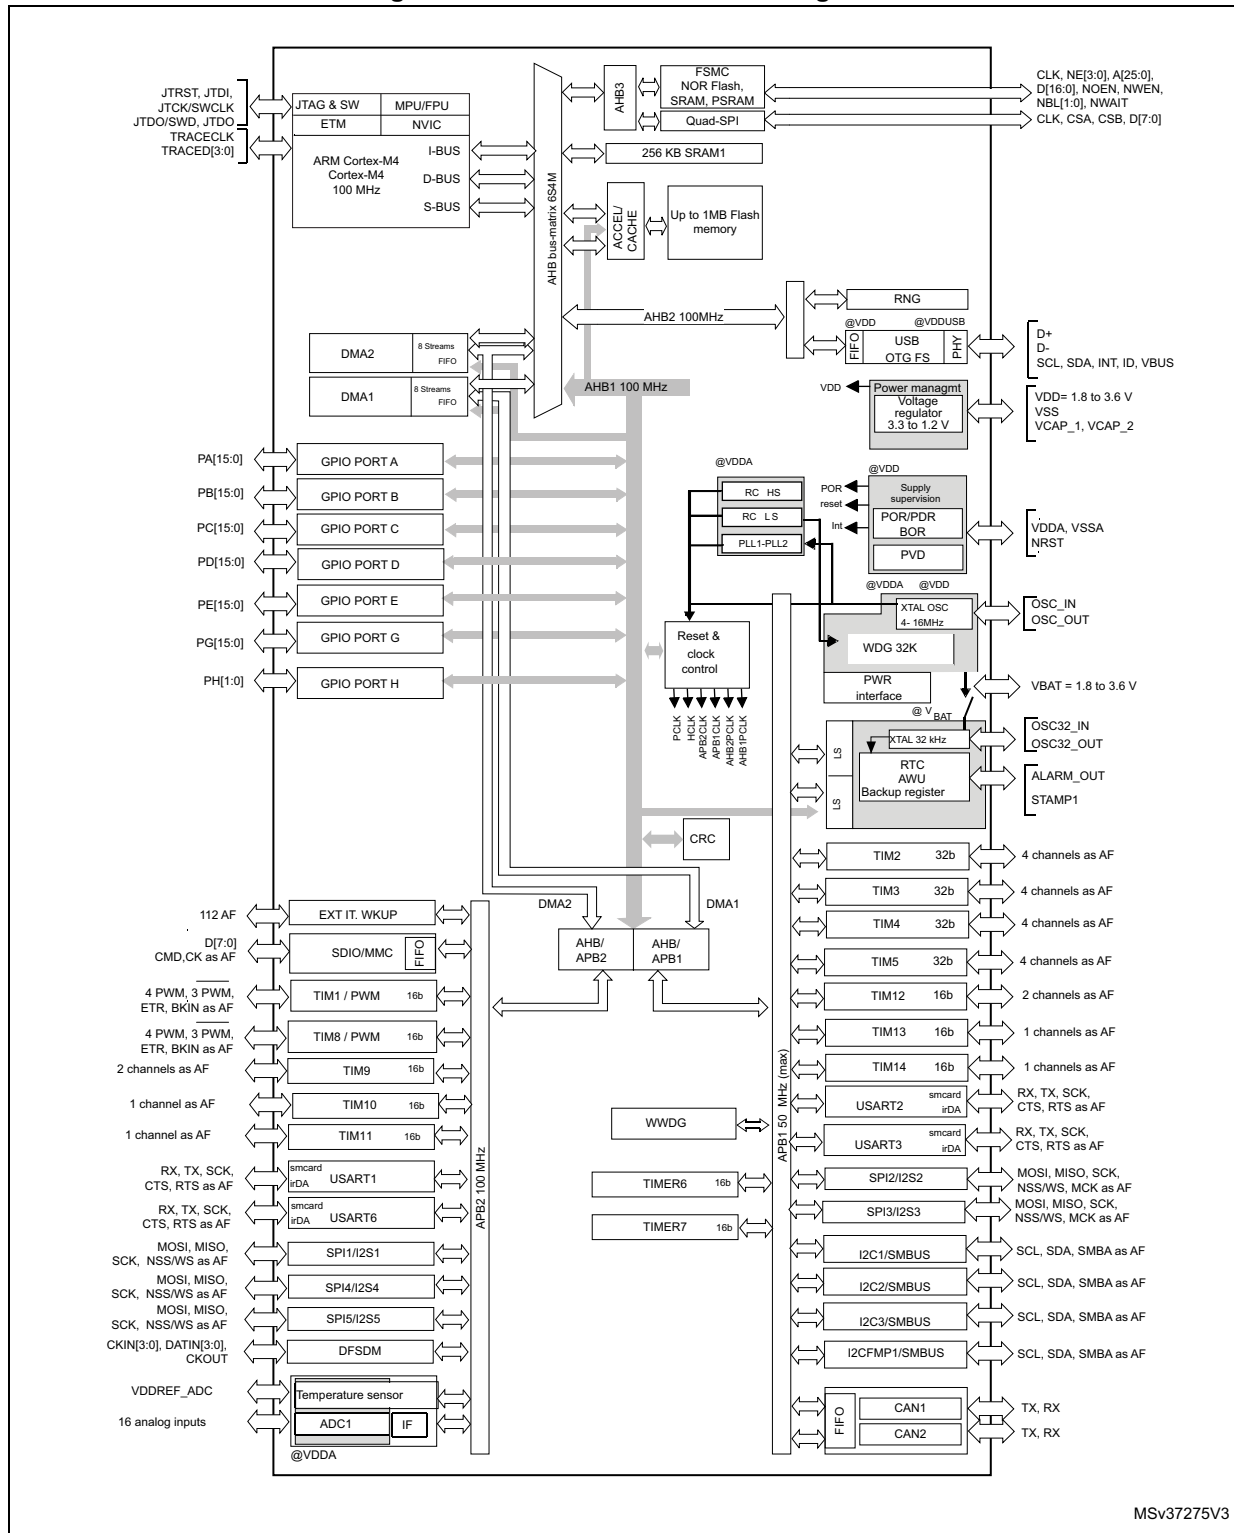 JTRST, JTDI,
JTCK/SWCLK
JTDO/SWD, JTDO
TRACECLK
TRACED[3:0]
JTAG & SW
MPU/FPU
ETM
NVIC
ARM Cortex-M4
Cortex-M4
100 MHz
I-BUS
D-BUS
S-BUS
AHB bus-matrix 6S4M
AHB3
FSMC
NOR Flash,
SRAM, PSRAM
Quad-SPI
CLK, NE[3:0], A[25:0],
D[16:0], NOEN, NWEN,
NBL[1:0], NWAIT
CLK, CSA, CSB, D[7:0]
256 KB SRAM1
ACCEL/
CACHE
Up to 1MB Flash
memory
AHB2 100MHz
RNG
@VDD
@VDDUSB
FIFO
USB
OTG FS
PHY
D+
D-
SCL, SDA, INT, ID, VBUS
DMA2
8 Streams
FIFO
DMA1
8 Streams
FIFO
AHB1 100 MHz
VDD
Power managmt
Voltage
regulator
3.3 to 1.2 V
VDD= 1.8 to 3.6 V
VSS
VCAP_1, VCAP_2
PA[15:0]
GPIO PORT A
PB[15:0]
GPIO PORT B
PC[15:0]
GPIO PORT C
PD[15:0]
GPIO PORT D
PE[15:0]
GPIO PORT E
PG[15:0]
GPIO PORT G
PH[1:0]
GPIO PORT H
@VDDA
RC HS
RC LS
PLL1-PLL2
@VDD
POR
reset
Int
Supply
supervision
POR/PDR
BOR
PVD
VDDA, VSSA
NRST
@VDDA
@VDD
XTAL OSC
4- 16MHz
OSC_IN
OSC_OUT
WDG 32K
PWR
interface
Reset &
clock
control
PCLK
HCLK
APB2CLK
APB1CLK
AHB2PCLK
AHB1PCLK
VBAT = 1.8 to 3.6 V
@ VBAT
LS
LS
XTAL 32 kHz
RTC
AWU
Backup register
OSC32_IN
OSC32_OUT
ALARM_OUT
STAMP1
CRC
DMA2
DMA1
AHB/
APB2
AHB/
APB1
112 AF
EXT IT. WKUP
D[7:0]
CMD,CK as AF
SDIO/MMC
FIFO
4 PWM, 3 PWM,
ETR, BKIN as AF
TIM1 / PWM 16b
4 PWM, 3 PWM,
ETR, BKIN as AF
TIM8 / PWM 16b
2 channels as AF
TIM9 16b
1 channel as AF
TIM10 16b
1 channel as AF
TIM11 16b
RX, TX, SCK,
CTS, RTS as AF
smcard
irDA USART1
RX, TX, SCK,
CTS, RTS as AF
smcard
irDA USART6
MOSI, MISO,
SCK, NSS/WS as AF
SPI1/I2S1
MOSI, MISO,
SCK, NSS/WS as AF
SPI4/I2S4
MOSI, MISO,
SCK, NSS/WS as AF
SPI5/I2S5
CKIN[3:0], DATIN[3:0],
CKOUT
DFSDM
VDDREF_ADC
Temperature sensor
16 analog inputs
ADC1
IF
@VDDA
APB2 100 MHz
WWDG
TIMER6 16b
TIMER7 16b
APB1 50 MHz (max)
TIM2 32b
4 channels as AF
TIM3 32b
4 channels as AF
TIM4 32b
4 channels as AF
TIM5 32b
4 channels as AF
TIM12 16b
2 channels as AF
TIM13 16b
1 channels as AF
TIM14 16b
1 channels as AF
USART2
smcard
irDA
RX, TX, SCK,
CTS, RTS as AF
USART3
smcard
irDA
RX, TX, SCK,
CTS, RTS as AF
SPI2/I2S2
MOSI, MISO, SCK,
NSS/WS, MCK as AF
SPI3/I2S3
MOSI, MISO, SCK,
NSS/WS, MCK as AF
I2C1/SMBUS
SCL, SDA, SMBA as AF
I2C2/SMBUS
SCL, SDA, SMBA as AF
I2C3/SMBUS
SCL, SDA, SMBA as AF
I2CFMP1/SMBUS
SCL, SDA, SMBA as AF
FIFO
CAN1
TX, RX
CAN2
TX, RX
MSv37275V3